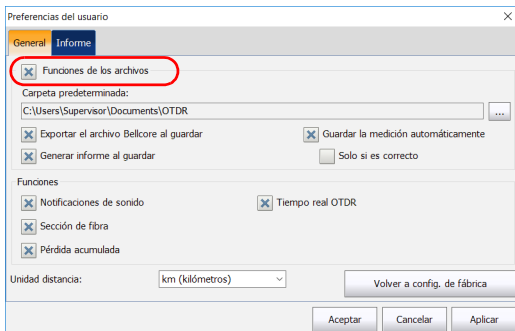 Preferencias del usuario
General Informe
Funciones de los archivos
Carpeta predeterminada:
C:\Users\Supervisor\Documents\OTDR ...
Exportar el archivo Bellcore al guardar Guardar la medición automáticamente
Generar informe al guardar Solo si es correcto
Funciones
Notificaciones de sonido Tiempo real OTDR
Sección de fibra
Pérdida acumulada
Unidad distancia: km (kilómetros) Volver a config. de fábrica
Aceptar Cancelar Aplicar